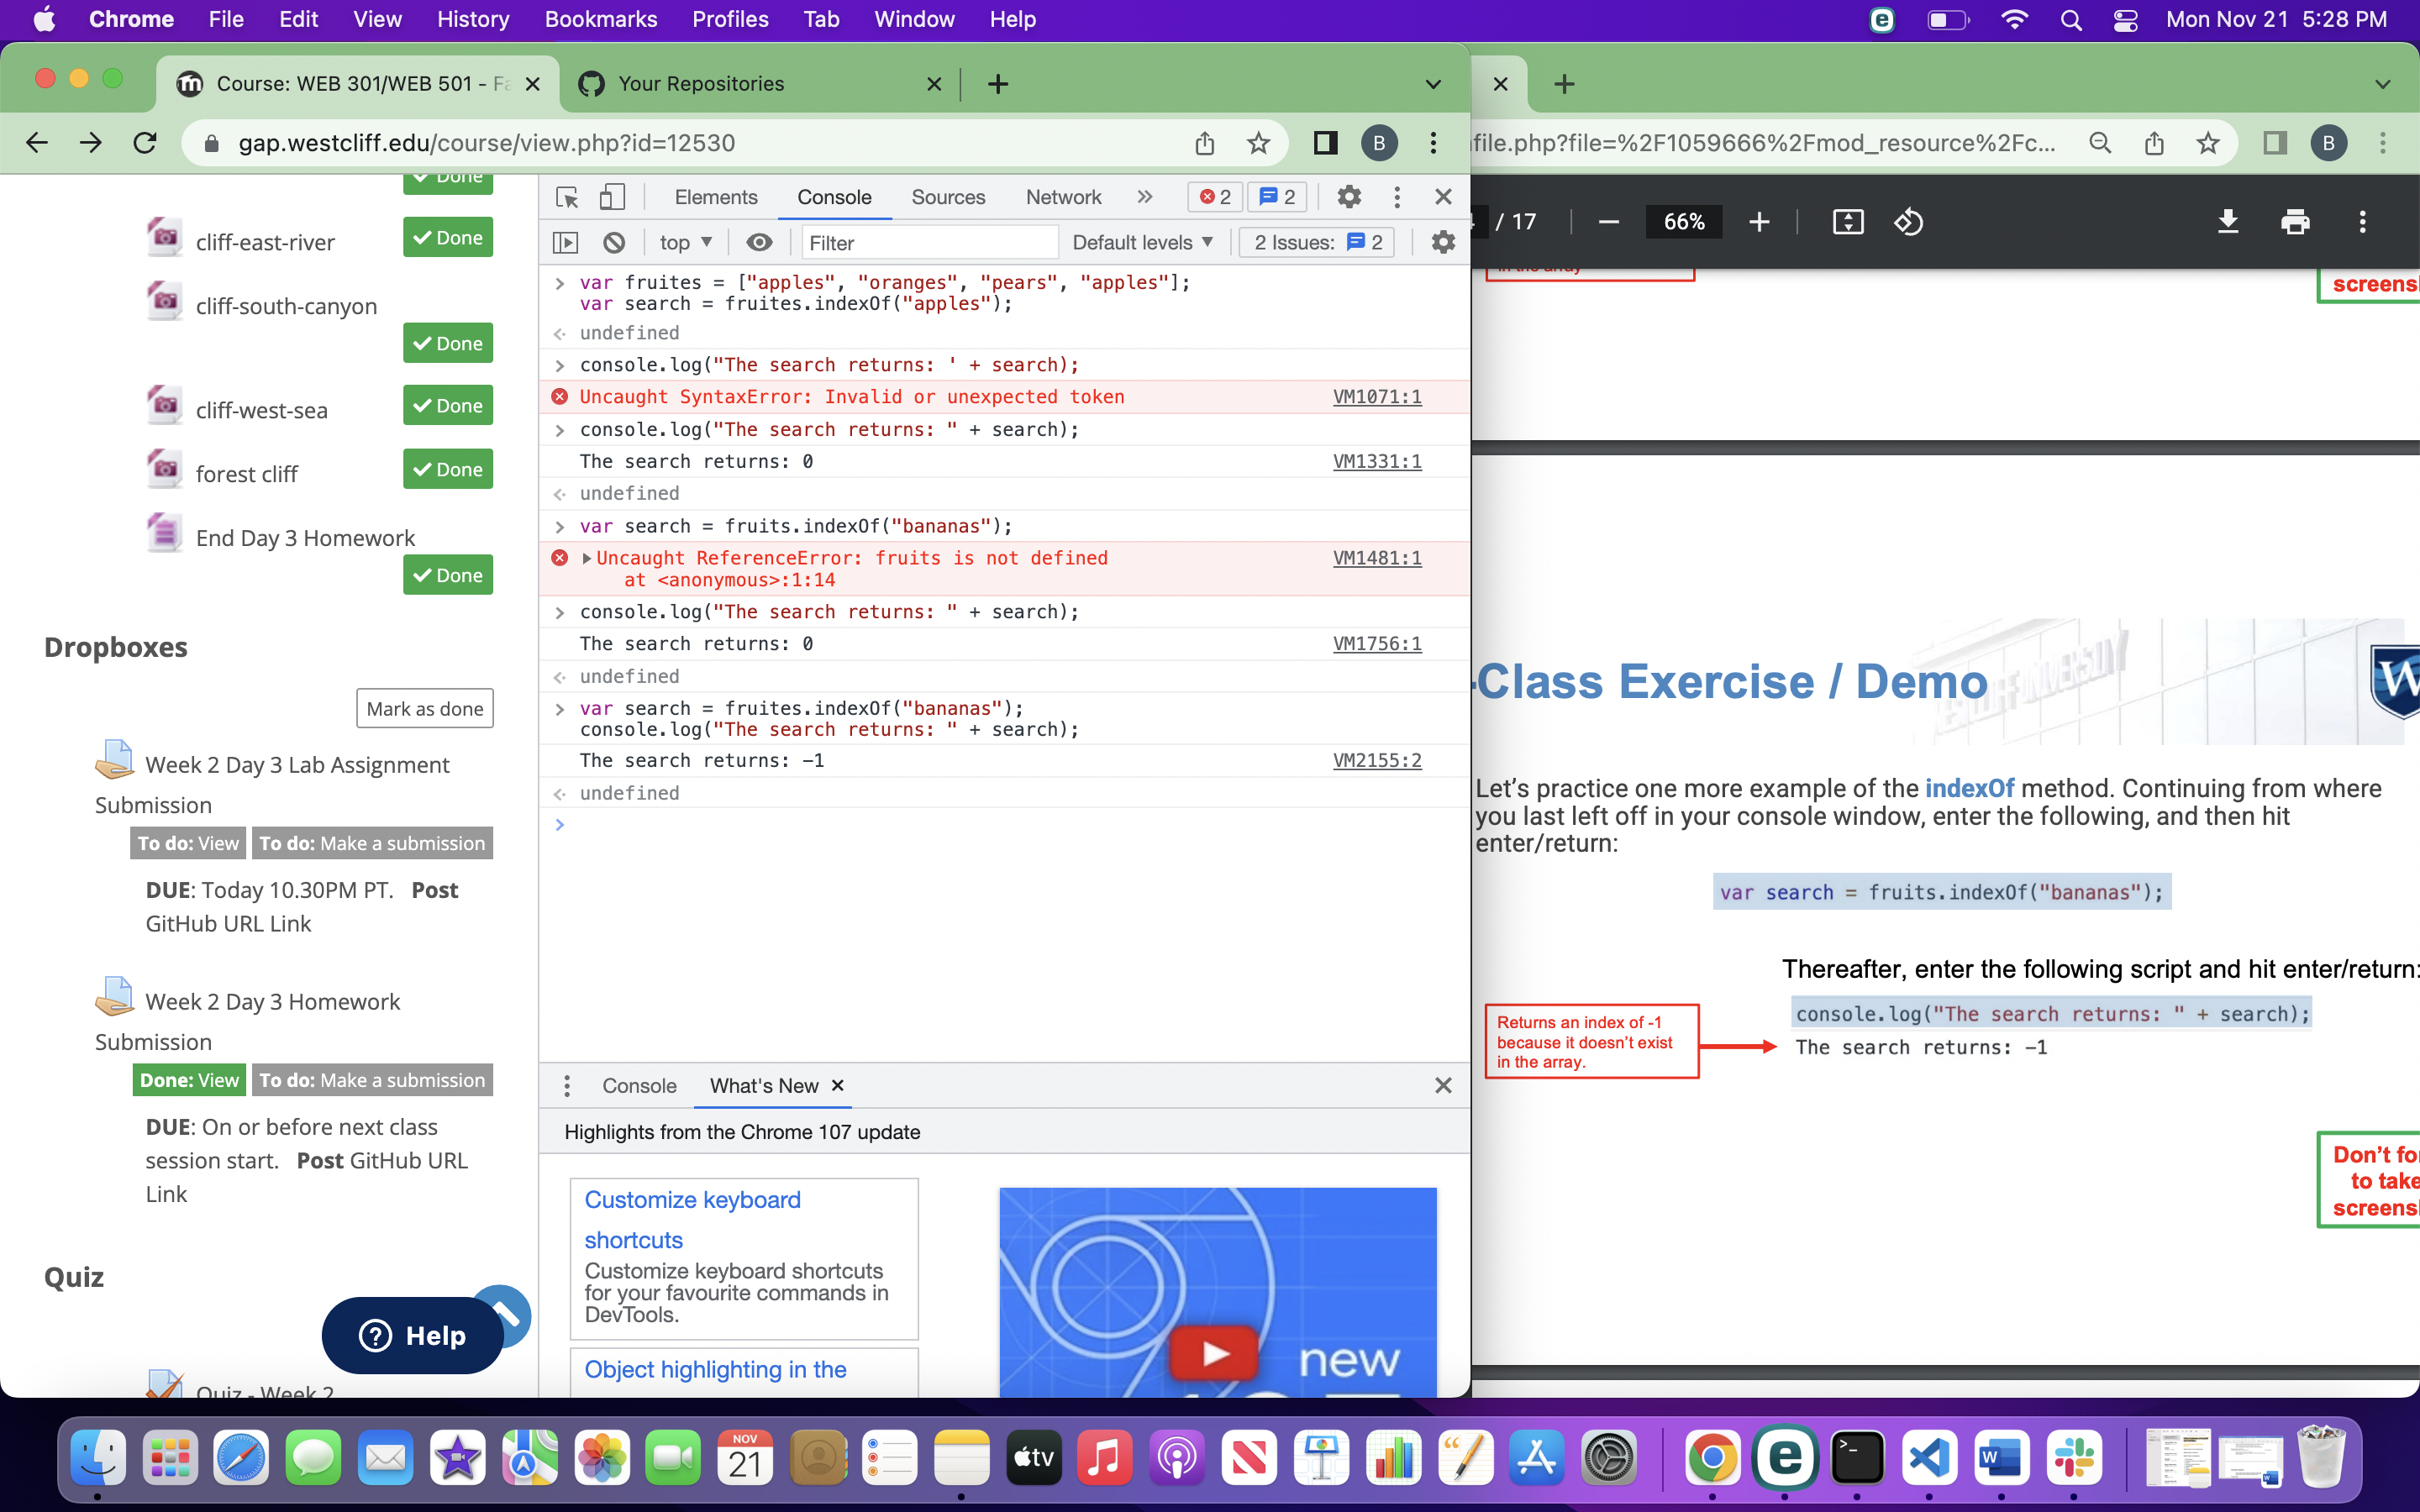 Chrome File Edit View History Bookmarks Profiles Tab Window Help Mon Nov 21 5:28 PM
Course: WEB 301/WEB 501 - Fa
Your Repositories
gap.westcliff.edu/course/view.php?id=12530
B
file.php?file=%2F1059666%2Fmod_resource%2Fc...
B
Done
cliff-east-river
Done
cliff-south-canyon
Done
cliff-west-sea
Done
forest cliff
Done
End Day 3 Homework
Done
Dropboxes
Mark as done
Week 2 Day 3 Lab Assignment
Submission
To do: View To do: Make a submission
DUE: Today 10.30PM PT. Post
GitHub URL Link
Week 2 Day 3 Homework
Submission
Done: View To do: Make a submission
DUE: On or before next class
session start. Post GitHub URL
Link
Quiz
Help
Quiz - Week 2
Elements Console Sources Network 2 2
top Filter Default levels 2 Issues: 2
var fruites = ["apples", "oranges", "pears", "apples"];
var search = fruites.indexOf("apples");
undefined
console.log("The search returns: ' + search);
Uncaught SyntaxError: Invalid or unexpected token VM1071:1
console.log("The search returns: " + search);
The search returns: 0 VM1331:1
undefined
var search = fruits.indexOf("bananas");
Uncaught ReferenceError: fruits is not defined VM1481:1
at <anonymous>:1:14
console.log("The search returns: " + search);
The search returns: 0 VM1756:1
undefined
var search = fruites.indexOf("bananas");
console.log("The search returns: " + search);
The search returns: -1 VM2155:2
undefined
Console What's New
Highlights from the Chrome 107 update
Customize keyboard
shortcuts
Customize keyboard shortcuts
for your favourite commands in
DevTools.
Object highlighting in the
new
/ 17 66%
in the array
screens
-Class Exercise / Demo
W
Let's practice one more example of the indexOf method. Continuing from where
you last left off in your console window, enter the following, and then hit
enter/return:
var search = fruits.indexOf("bananas");
Thereafter, enter the following script and hit enter/return:
console.log("The search returns: " + search);
The search returns: -1
Returns an index of -1
because it doesn't exist
in the array.
Don't fo
to take
screens
NOV
21
tv